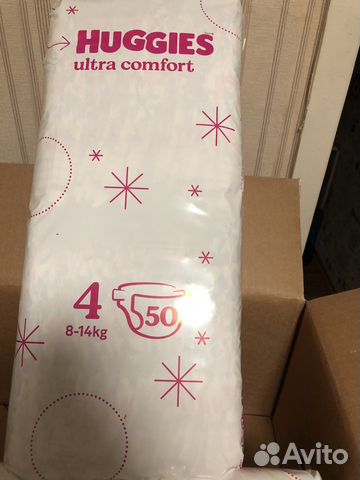 HUGGIES
ultra comfort
4
50
8-14kg
Avito